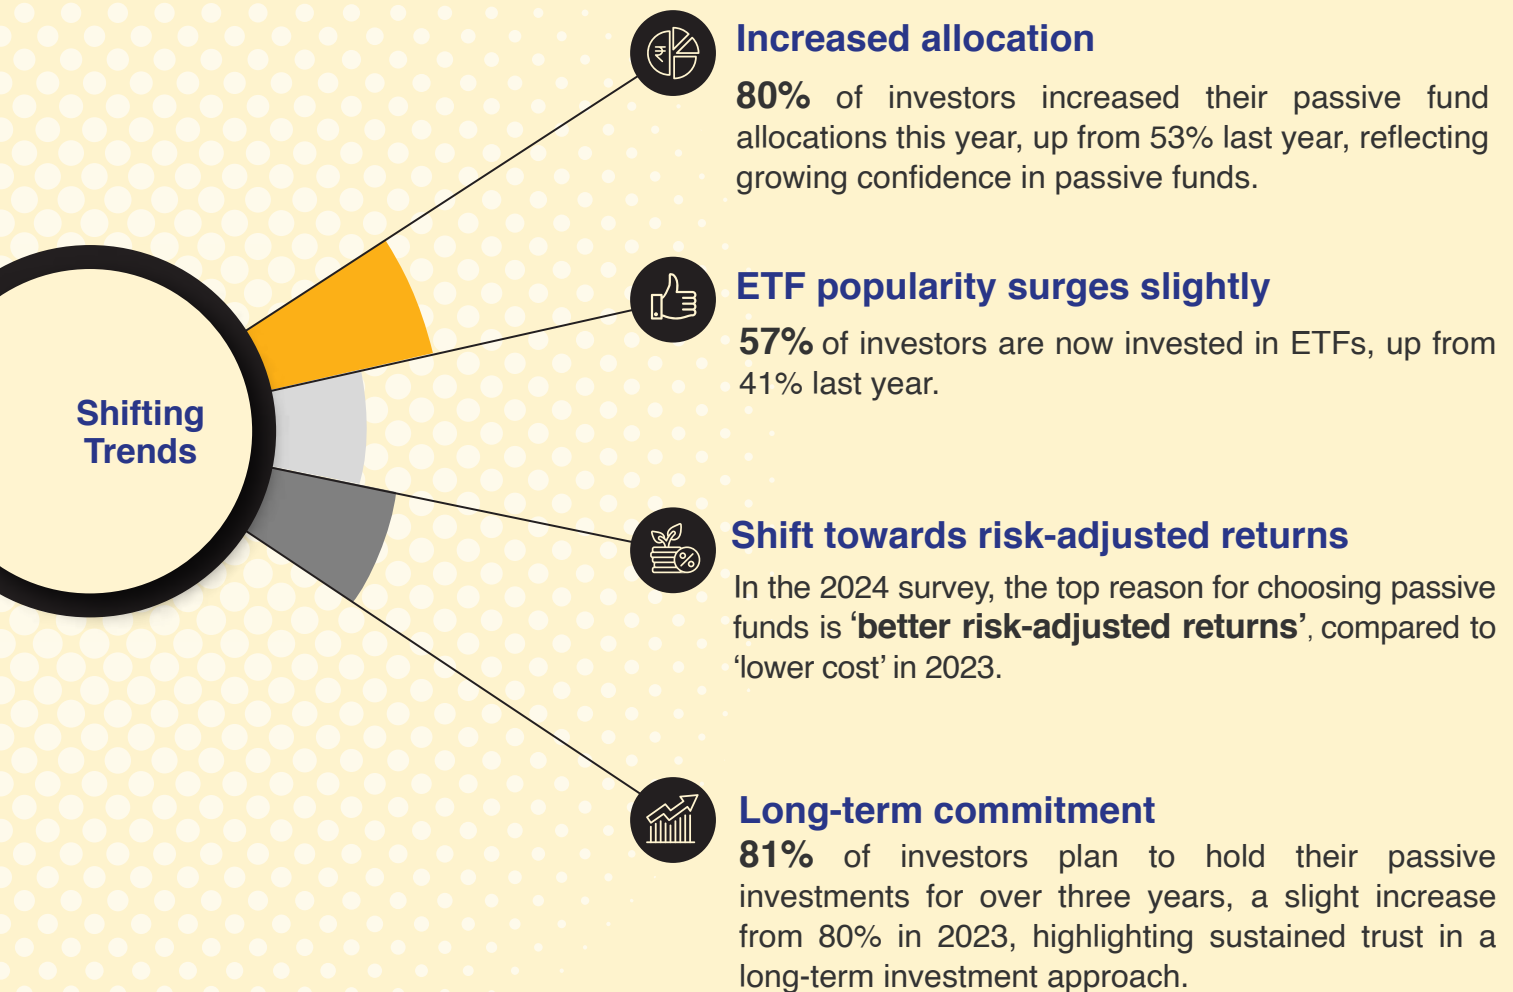 Increased allocation
80% of investors increased their passive fund
allocations this year, up from 53% last year, reflecting
growing confidence in passive funds.
ETF popularity surges slightly
57% of investors are now invested in ETFs, up from
41% last year.
Shifting
Trends
Shift towards risk-adjusted returns
In the 2024 survey, the top reason for choosing passive
funds is ‘better risk-adjusted returns’, compared to
‘lower cost’ in 2023.
Long-term commitment
81% of investors plan to hold their passive
investments for over three years, a slight increase
from 80% in 2023, highlighting sustained trust in a
long-term investment approach.